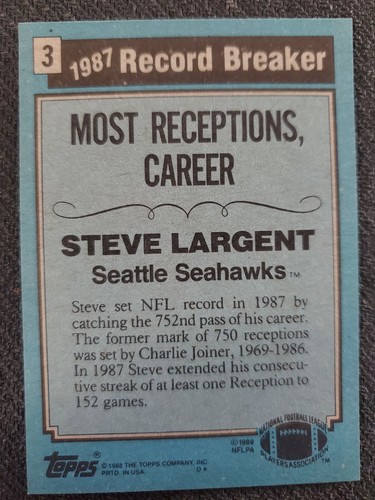 3
1987 Record Breaker
MOST RECEPTIONS,
CAREER
STEVE LARGENT
Seattle Seahawks™
Steve set NFL record in 1987 by
catching the 752nd pass of his career.
The former mark of 750 receptions
was set by Charlie Joiner, 1969-1986.
In 1987 Steve extended his consecu-
tive streak of at least one Reception to
152 games.
topps®
© 1988 THE TOPPS COMPANY, INC.
PRTD. IN USA
D*
© 1988
NFLPA
NATIONAL FOOTBALL LEAGUE
PLAYERS ASSOCIATION